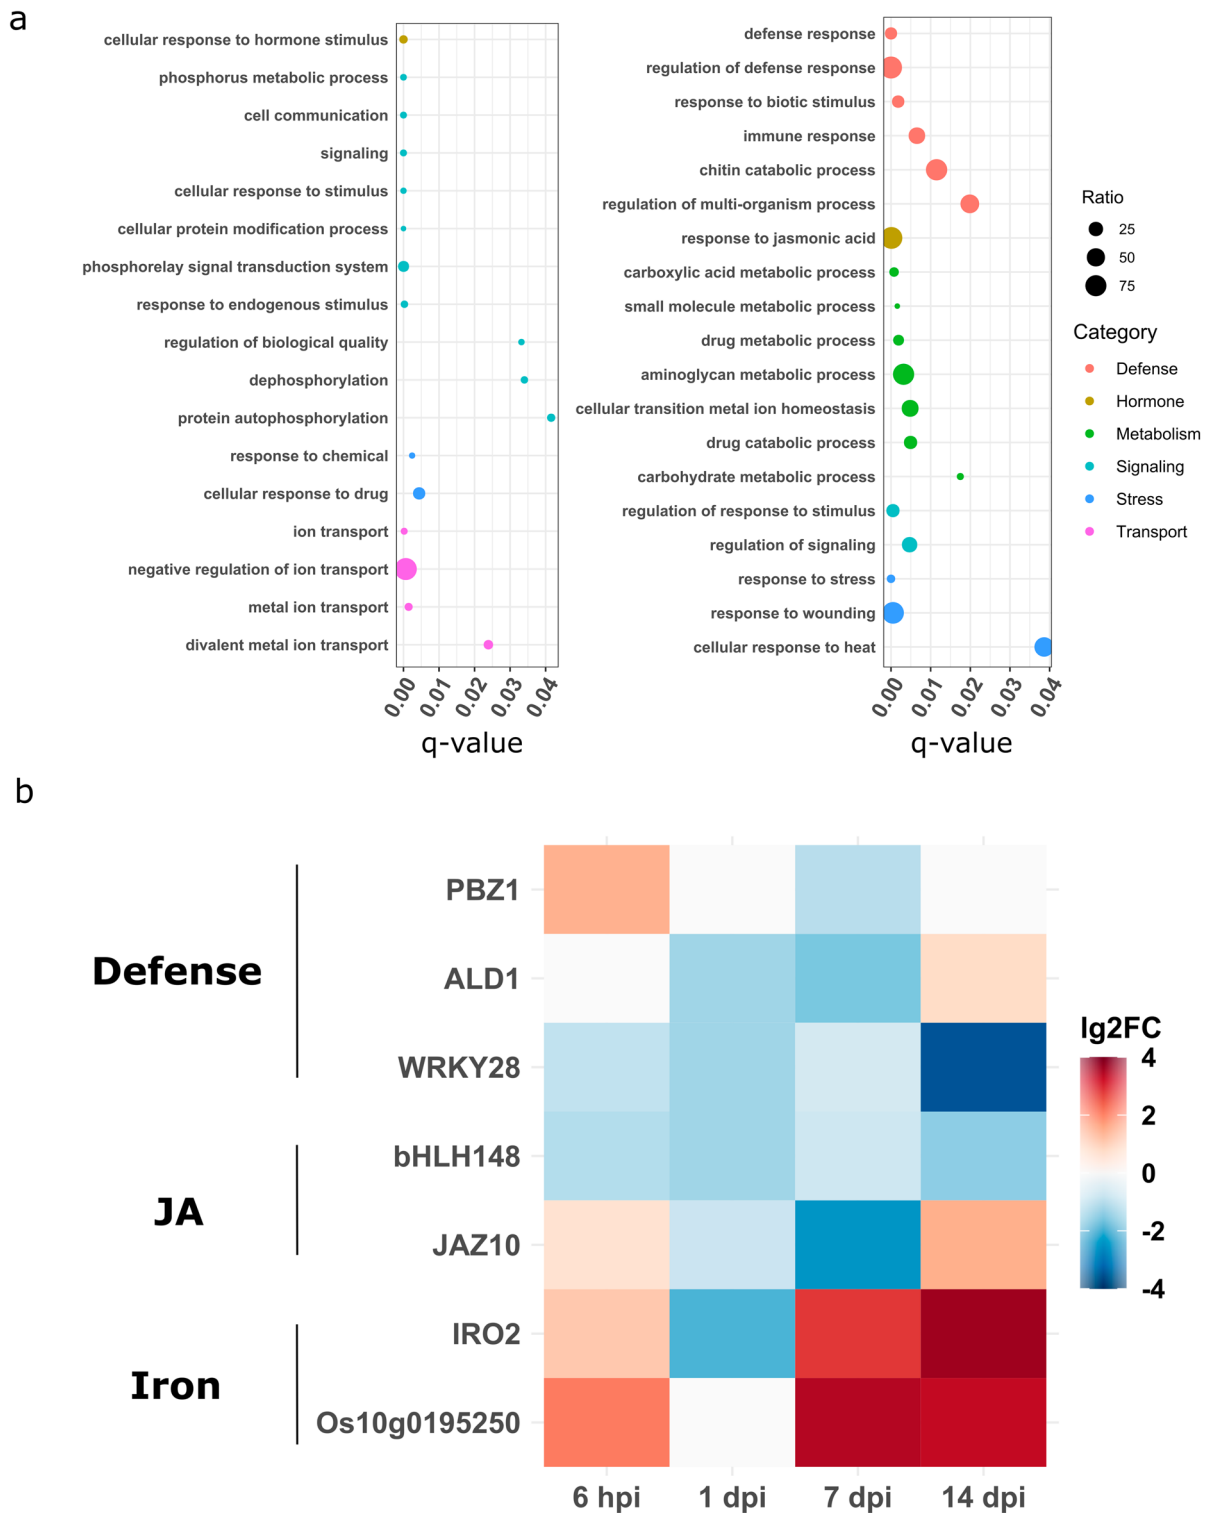 a
cellular response to hormone stimulus
phosphorus metabolic process
cell communication
signaling
cellular response to stimulus
cellular protein modification process
phosphorelay signal transduction system
response to endogenous stimulus
regulation of biological quality
dephosphorylation
protein autophosphorylation
response to chemical
cellular response to drug
ion transport
negative regulation of ion transport
metal ion transport
divalent metal ion transport
0.00 0.01 0.02 0.03 0.04
q-value
defense response
regulation of defense response
response to biotic stimulus
immune response
chitin catabolic process
regulation of multi-organism process
response to jasmonic acid
carboxylic acid metabolic process
small molecule metabolic process
drug metabolic process
aminoglycan metabolic process
cellular transition metal ion homeostasis
drug catabolic process
carbohydrate metabolic process
regulation of response to stimulus
regulation of signaling
response to stress
response to wounding
cellular response to heat
0.00 0.01 0.02 0.03 0.04
q-value
Ratio
25
50
75
Category
Defense
Hormone
Metabolism
Signaling
Stress
Transport
b
Defense
JA
Iron
PBZ1
ALD1
WRKY28
bHLH148
JAZ10
IRO2
Os10g0195250
6 hpi 1 dpi 7 dpi 14 dpi
lg2FC
4
2
0
-2
-4